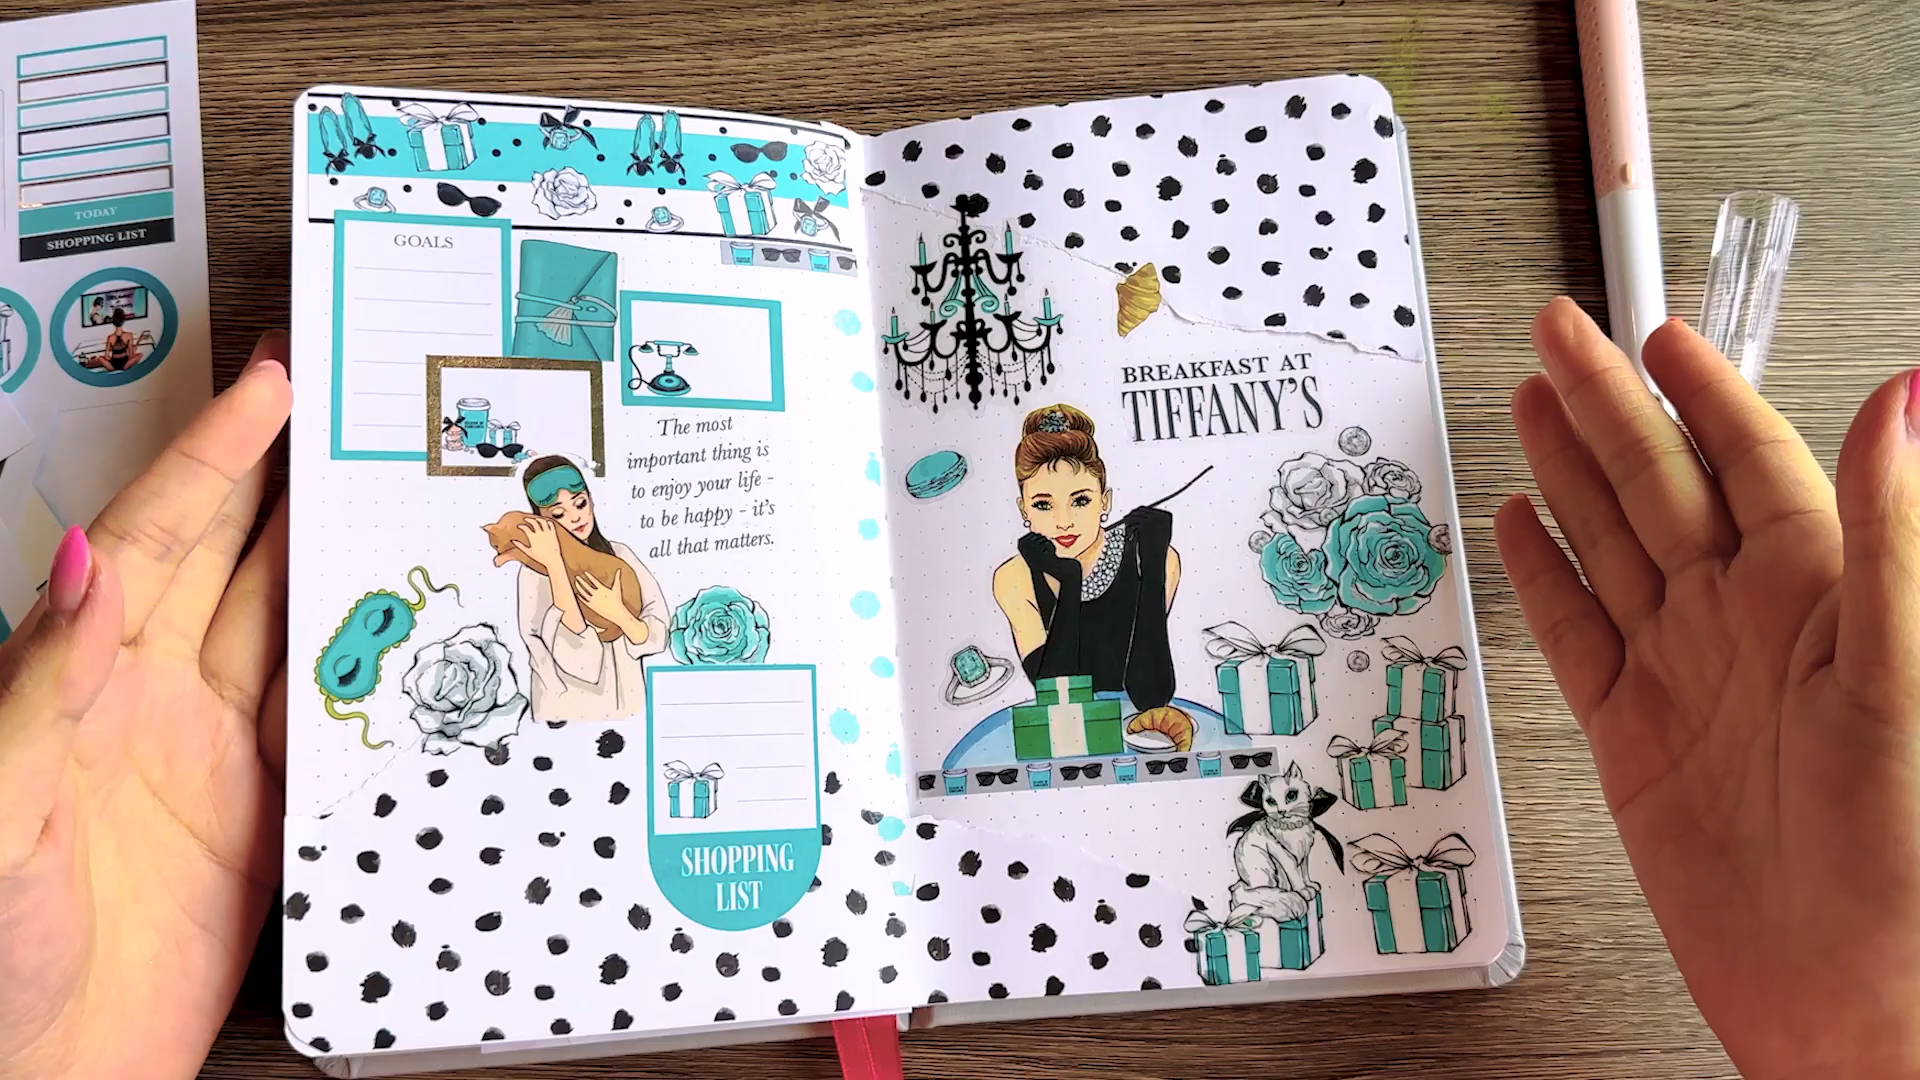 TODAY
SHOPPING LIST
GOALS
The most
important thing is
to enjoy your life -
to be happy - it's
all that matters.
SHOPPING
LIST
BREAKFAST AT
TIFFANY'S